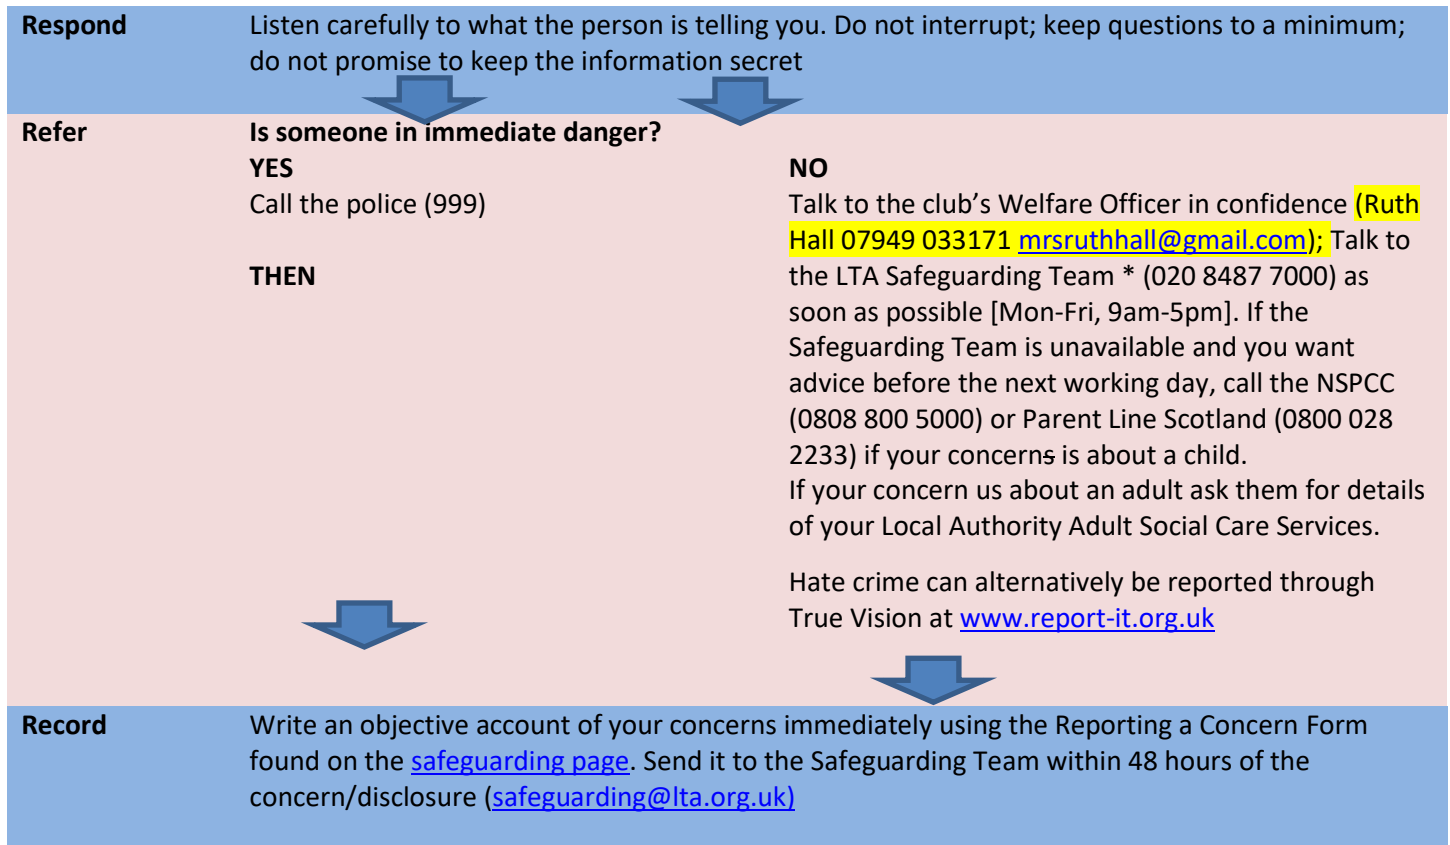 Respond
Listen carefully to what the person is telling you. Do not interrupt; keep questions to a minimum;
do not promise to keep the information secret
Refer
Is someone in immediate danger?
YES
Call the police (999)
THEN
NO
Talk to the club’s Welfare Officer in confidence (Ruth
Hall 07949 033171 mrsruthhall@gmail.com); Talk to
the LTA Safeguarding Team * (020 8487 7000) as
soon as possible [Mon-Fri, 9am-5pm]. If the
Safeguarding Team is unavailable and you want
advice before the next working day, call the NSPCC
(0808 800 5000) or Parent Line Scotland (0800 028
2233) if your concerns is about a child.
If your concern us about an adult ask them for details
of your Local Authority Adult Social Care Services.
Hate crime can alternatively be reported through
True Vision at www.report-it.org.uk
Record
Write an objective account of your concerns immediately using the Reporting a Concern Form
found on the safeguarding page. Send it to the Safeguarding Team within 48 hours of the
concern/disclosure (safeguarding@lta.org.uk)